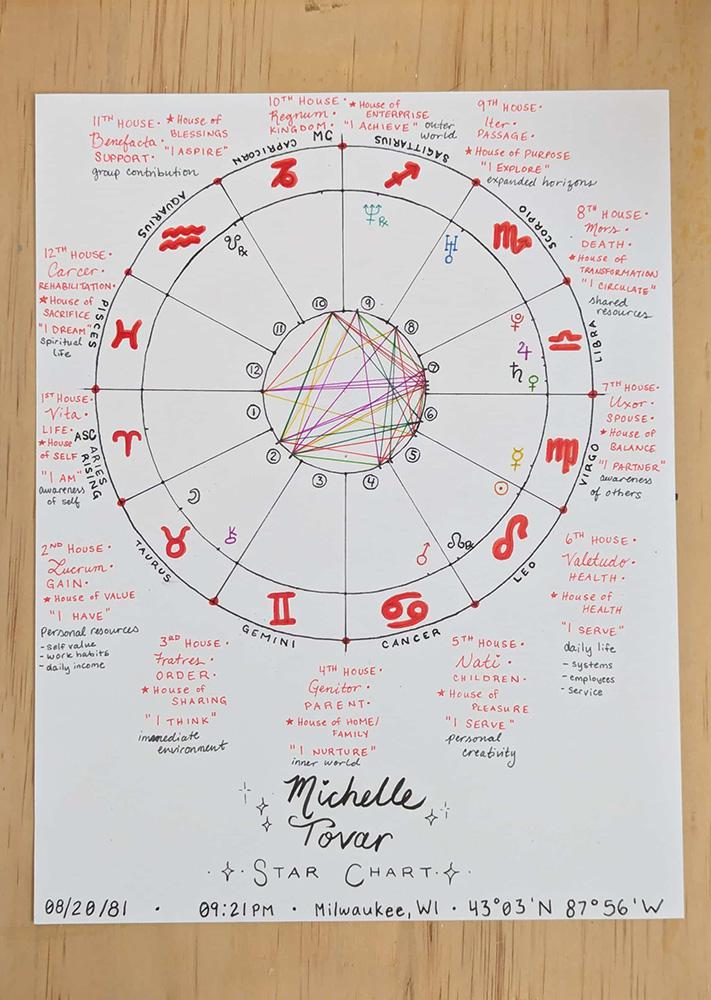 10TH HOUSE·
Regnum·
KINGDOM·
★ House of
ENTERPRISE
"I ACHIEVE" outer
world
9TH HOUSE·
Iter·
PASSAGE·
★ House of PURPOSE
"I EXPLORE"
expanded horizons
11TH HOUSE·
Benefacta·
SUPPORT·
★ House of
BLESSINGS
"I ASPIRE"
group contribution
8TH HOUSE·
Mors·
DEATH·
★ House of
TRANSFORMATION
"I CIRCULATE"
shared
resources
12TH HOUSE·
Carcer·
REHABILITATION·
★ House of
SACRIFICE
"I DREAM"
spiritual
life
MC
CAPRICORN
SAGITTARIUS
AQUARIUS
SCORPIO
PISCES
LIBRA
ASC
ARIES
RISING
VIRGO
TAURUS
LEO
GEMINI
CANCER
♑ ♐
♒ ♏
♓ ♎
♈ ♍
♉ ♌
♊ ♋
♆ ℞
♅
☋ ℞
♇
♃
♄ ♀
☿
☉
☽
⚷
♂
☊ ℞
10 9
11 8
12 7
1 6
2 5
3 4
1ST HOUSE·
Vita·
LIFE·
★ House
of SELF
"I AM"
awareness
of self
7TH HOUSE·
Uxor·
SPOUSE·
★ House of
BALANCE
"I PARTNER"
awareness
of others
2ND HOUSE·
Lucrum·
GAIN·
★ House of VALUE
"I HAVE"
Personal resources
- self value
- work habits
- daily income
6TH HOUSE·
Valetudo·
HEALTH·
★ House of
HEALTH
"I SERVE"
daily life
- systems
- employees
- service
3RD HOUSE·
Fratres·
ORDER·
★ House of
SHARING
"I THINK"
immediate
environment
4TH HOUSE·
Genitor·
PARENT·
★ House of HOME/
FAMILY
"I NURTURE"
inner world
5TH HOUSE·
Nati·
CHILDREN·
★ House of
PLEASURE
"I SERVE"
personal
creativity
Michelle
Tovar
STAR CHART
08/20/81 · 09:21PM · Milwaukee, WI · 43°03'N 87°56'W